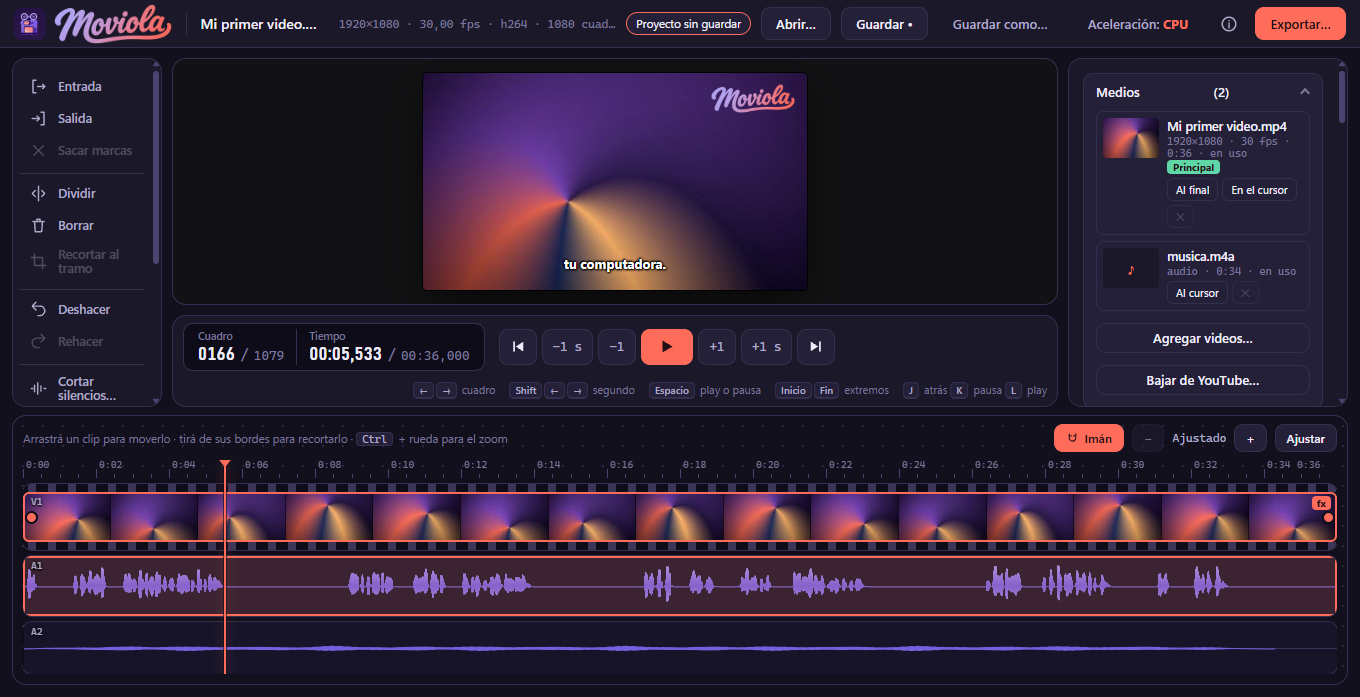 Moviola
Mi primer video....
1920×1080 · 30,00 fps · h264 · 1080 cuad…
Proyecto sin guardar
Abrir...
Guardar •
Guardar como...
Aceleración: CPU
Exportar...
Entrada
Salida
Sacar marcas
Dividir
Borrar
Recortar al
tramo
Deshacer
Rehacer
Cortar
silencios...
Moviola
tu computadora.
Cuadro
0166 / 1079
Tiempo
00:05,533 / 00:36,000
−1 s
−1
+1
+1 s
← → cuadro
Shift ← → segundo
Espacio play o pausa
Inicio Fin extremos
J atrás K pausa L play
Medios (2)
Mi primer video.mp4
1920×1080 · 30 fps ·
0:36 · en uso
Principal
Al final
En el cursor
musica.m4a
audio · 0:34 · en uso
Al cursor
Agregar videos...
Bajar de YouTube...
Arrastrá un clip para moverlo · tirá de sus bordes para recortarlo · Ctrl + rueda para el zoom
Imán
−
Ajustado
+
Ajustar
0:00 0:02 0:04 0:06 0:08 0:10 0:12 0:14 0:16 0:18 0:20 0:22 0:24 0:26 0:28 0:30 0:32 0:34 0:36
V1
fx
A1
A2